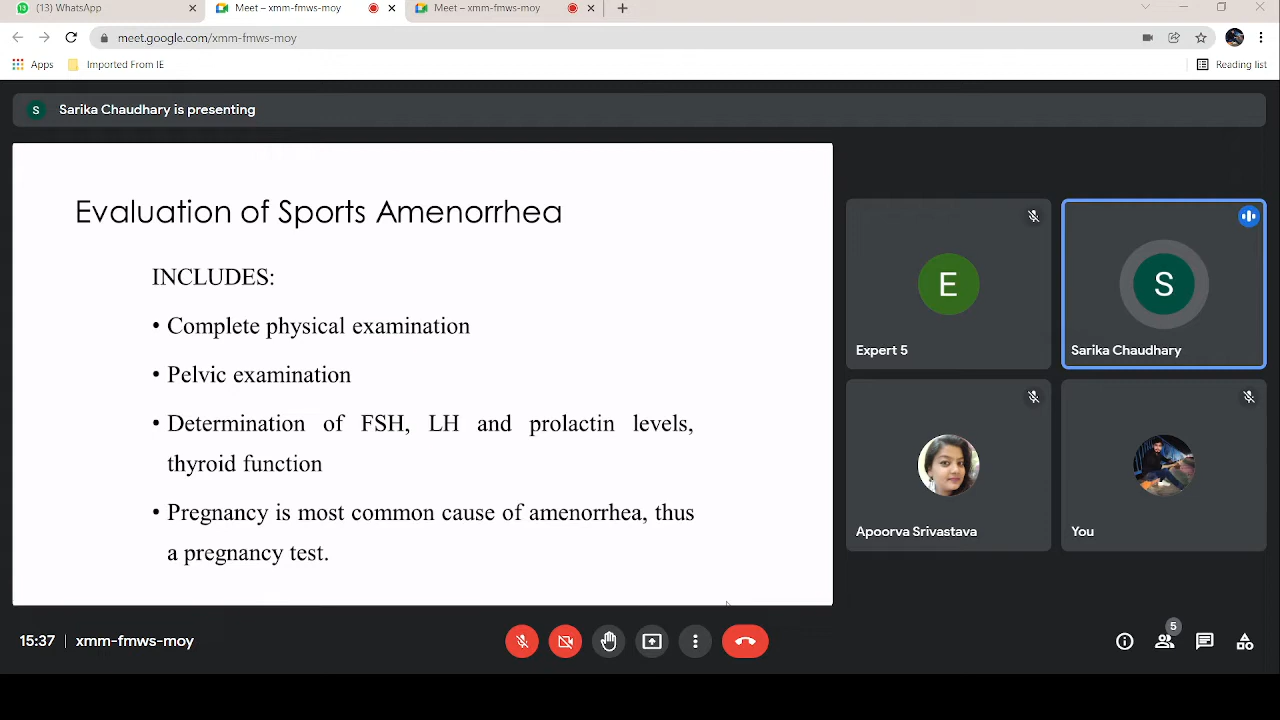 (13) WhatsApp
Meet – xmm-fmws-moy
Meet – xmm-fmws-moy
meet.google.com/xmm-fmws-moy
Apps
Imported From IE
Reading list
S
Sarika Chaudhary is presenting
Evaluation of Sports Amenorrhea
INCLUDES:
• Complete physical examination
• Pelvic examination
• Determination of FSH, LH and prolactin levels,
thyroid function
• Pregnancy is most common cause of amenorrhea, thus
a pregnancy test.
E
Expert 5
S
Sarika Chaudhary
Apoorva Srivastava
You
15:37 | xmm-fmws-moy
5